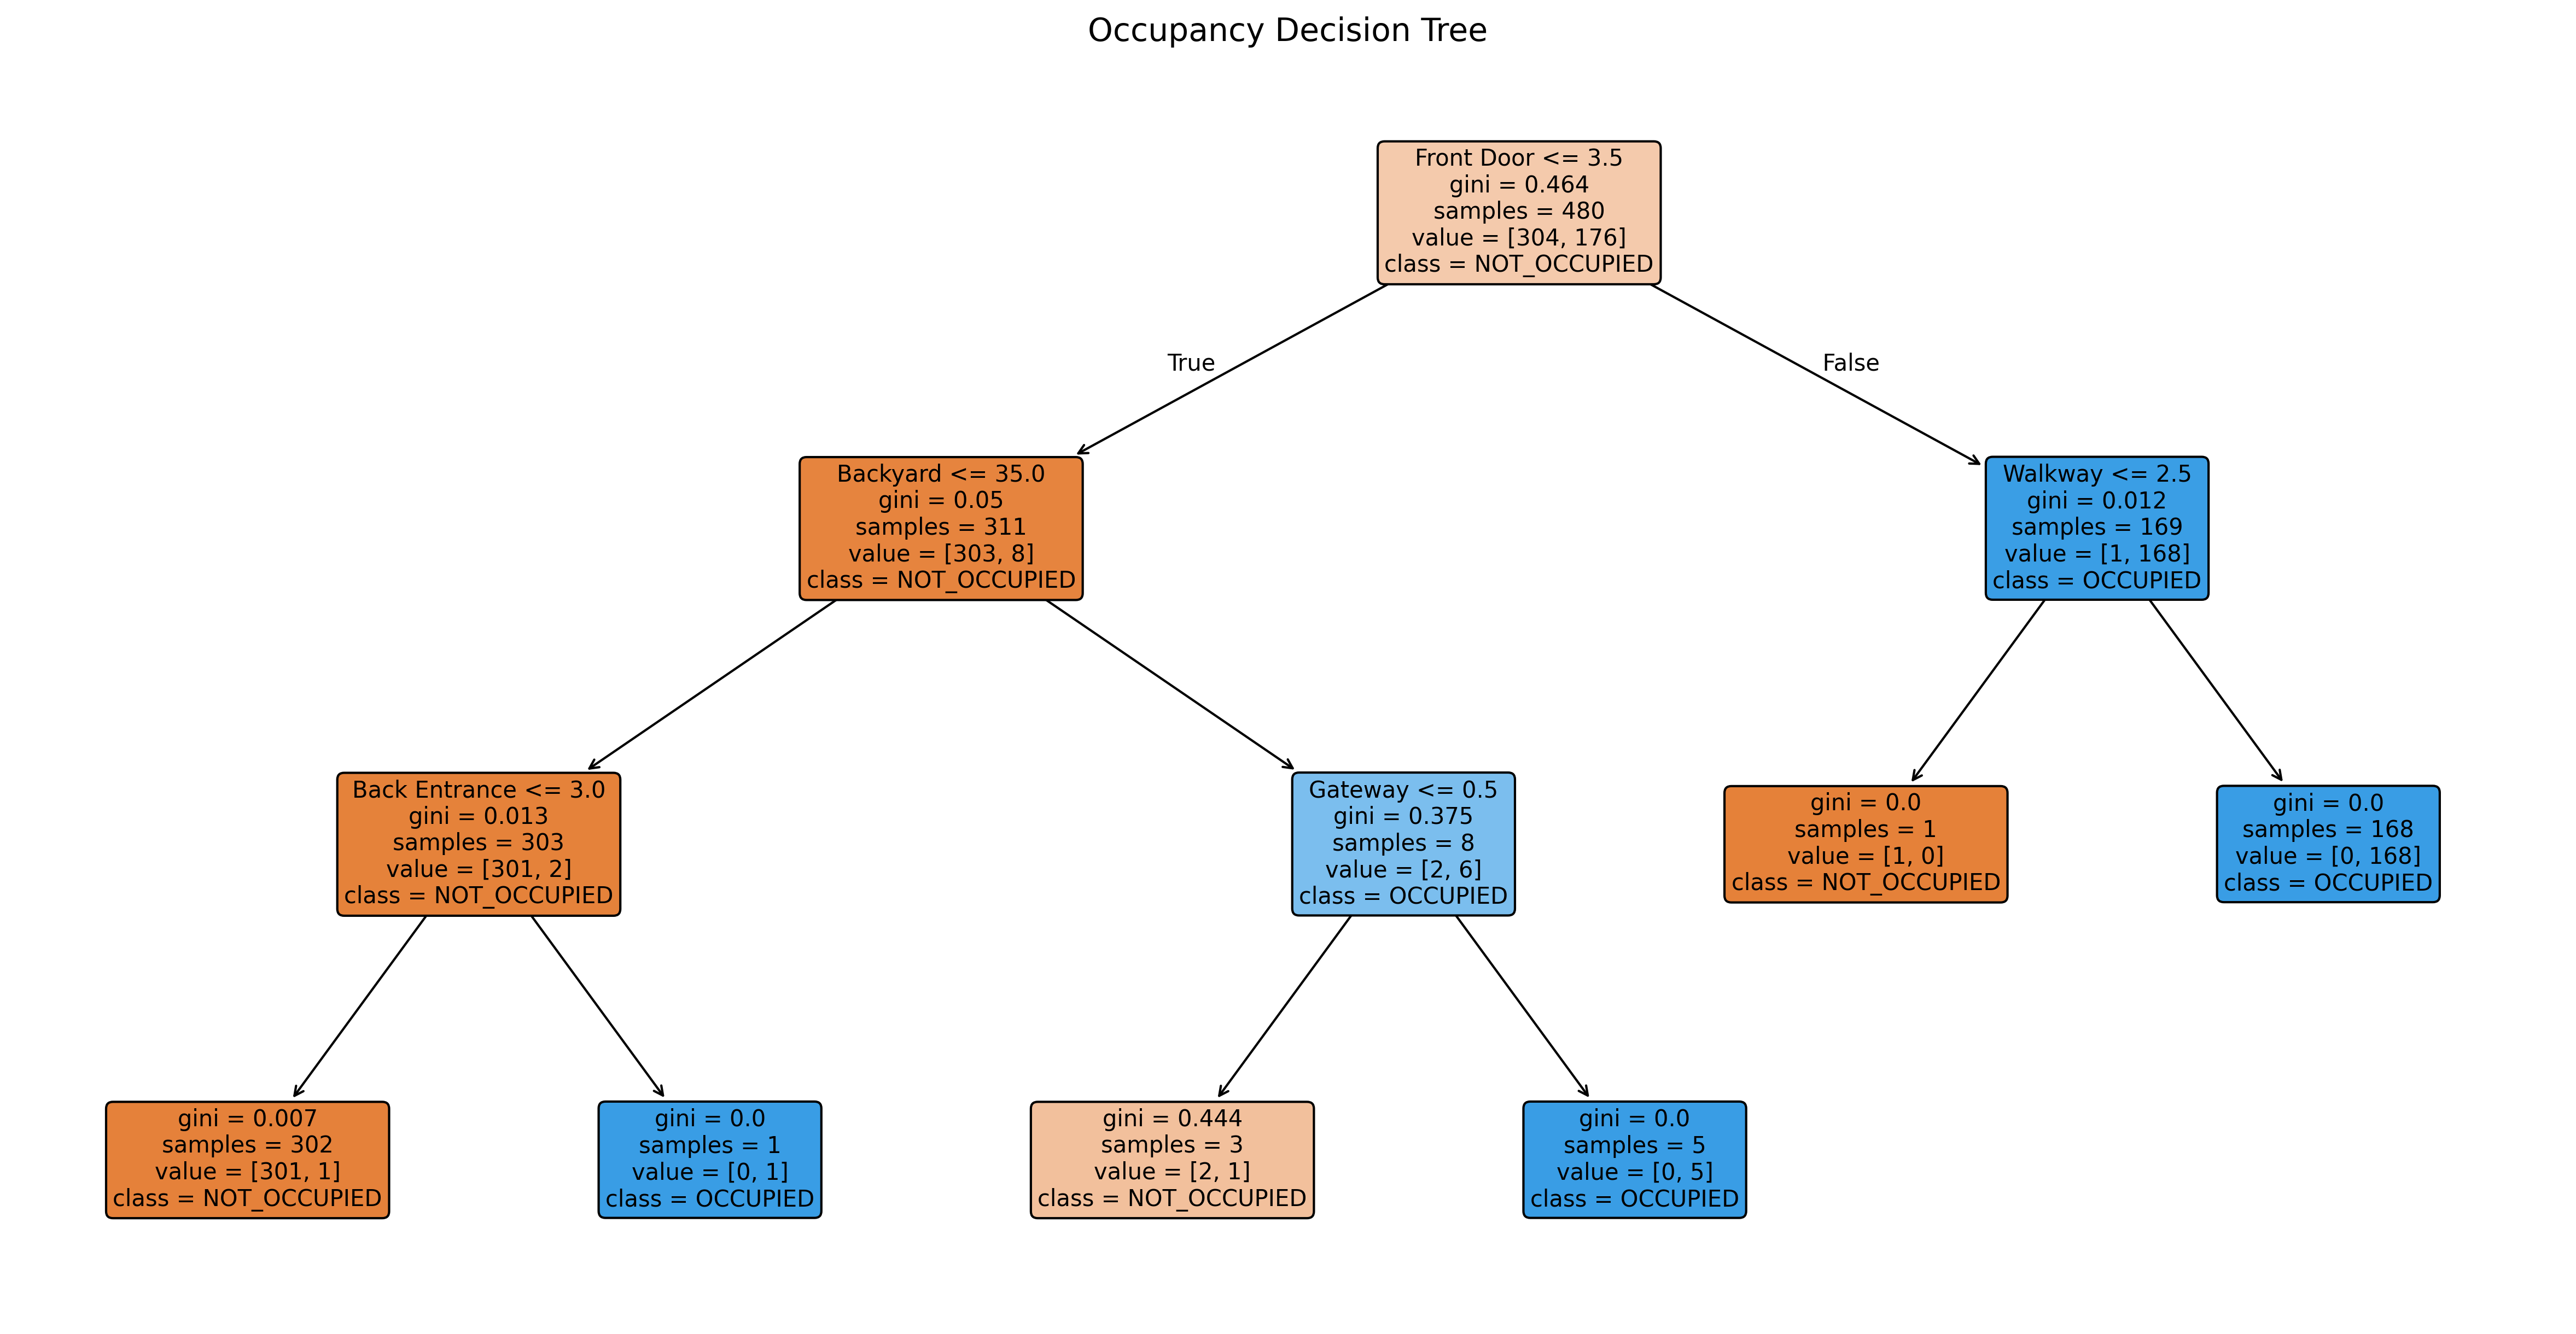 Occupancy Decision Tree
Front Door <= 3.5
gini = 0.464
samples = 480
value = [304, 176]
class = NOT_OCCUPIED
True
False
Backyard <= 35.0
gini = 0.05
samples = 311
value = [303, 8]
class = NOT_OCCUPIED
Walkway <= 2.5
gini = 0.012
samples = 169
value = [1, 168]
class = OCCUPIED
Back Entrance <= 3.0
gini = 0.013
samples = 303
value = [301, 2]
class = NOT_OCCUPIED
Gateway <= 0.5
gini = 0.375
samples = 8
value = [2, 6]
class = OCCUPIED
gini = 0.0
samples = 1
value = [1, 0]
class = NOT_OCCUPIED
gini = 0.0
samples = 168
value = [0, 168]
class = OCCUPIED
gini = 0.007
samples = 302
value = [301, 1]
class = NOT_OCCUPIED
gini = 0.0
samples = 1
value = [0, 1]
class = OCCUPIED
gini = 0.444
samples = 3
value = [2, 1]
class = NOT_OCCUPIED
gini = 0.0
samples = 5
value = [0, 5]
class = OCCUPIED